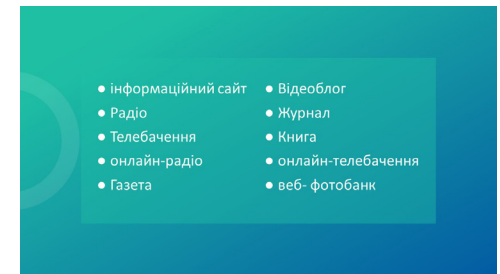 • інформаційний сайт
• Радіо
• Телебачення
• онлайн-радіо
• Газета
• Відеоблог
• Журнал
• Книга
• онлайн-телебачення
• веб- фотобанк